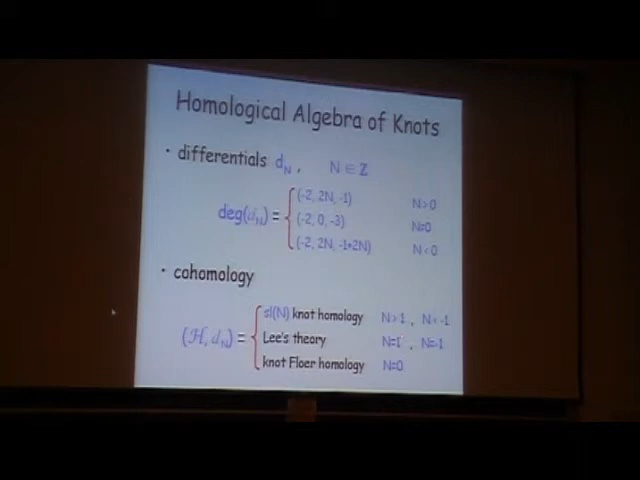 Homological Algebra of Knots
• differentials d_N , N ∈ ℤ
deg(d_N) = { (-2, 2N, -1) N > 0
(-2, 0, -3) N=0
(-2, 2N, -1+2N) N < 0
• cohomology
(ℋ, d_N) = { sl(N) knot homology N > 1 , N < -1
Lee's theory N=1 , N=-1
knot Floer homology N=0